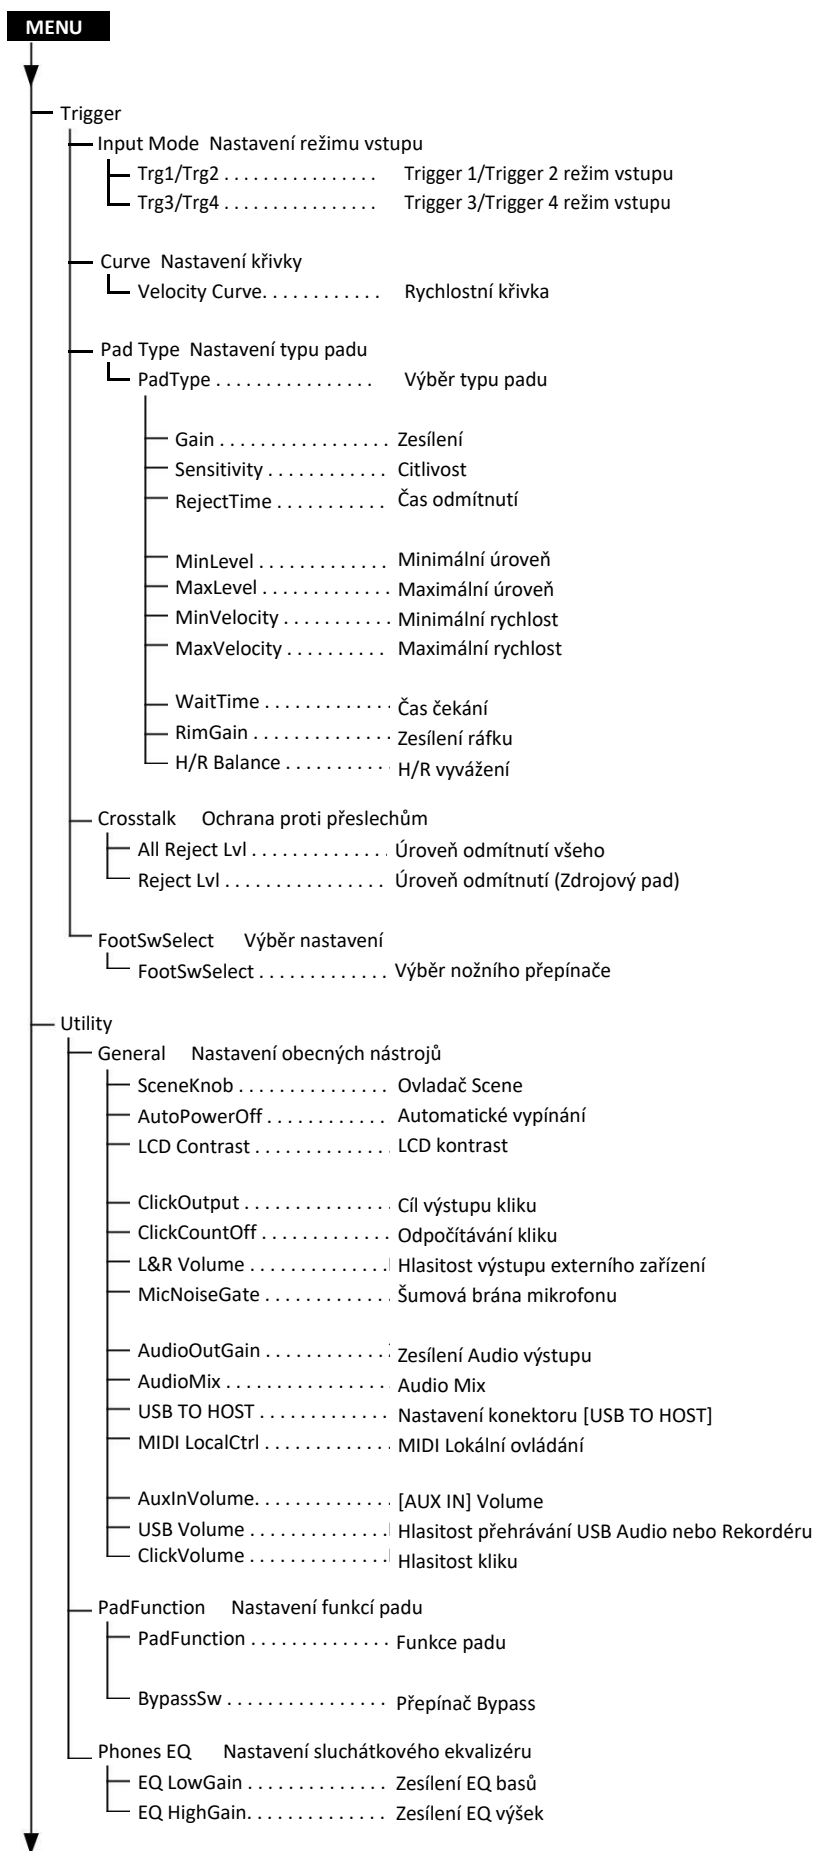 MENU
Trigger
Input Mode Nastavení režimu vstupu
Trg1/Trg2 . . . . . . . . . . . . . . . . Trigger 1/Trigger 2 režim vstupu
Trg3/Trg4 . . . . . . . . . . . . . . . . Trigger 3/Trigger 4 režim vstupu
Curve Nastavení křivky
Velocity Curve. . . . . . . . . . . . Rychlostní křivka
Pad Type Nastavení typu padu
PadType . . . . . . . . . . . . . . . . Výběr typu padu
Gain . . . . . . . . . . . . . . . . . . Zesílení
Sensitivity . . . . . . . . . . . . . Citlivost
RejectTime . . . . . . . . . . . . Čas odmítnutí
MinLevel . . . . . . . . . . . . . . Minimální úroveň
MaxLevel . . . . . . . . . . . . . . Maximální úroveň
MinVelocity . . . . . . . . . . . . Minimální rychlost
MaxVelocity . . . . . . . . . . . Maximální rychlost
WaitTime . . . . . . . . . . . . . . Čas čekání
RimGain . . . . . . . . . . . . . . Zesílení ráfku
H/R Balance . . . . . . . . . . . H/R vyvážení
Crosstalk Ochrana proti přeslechům
All Reject Lvl . . . . . . . . . . . . . . Úroveň odmítnutí všeho
Reject Lvl . . . . . . . . . . . . . . . . . Úroveň odmítnutí (Zdrojový pad)
FootSwSelect Výběr nastavení
FootSwSelect . . . . . . . . . . . . . Výběr nožního přepínače
Utility
General Nastavení obecných nástrojů
SceneKnob . . . . . . . . . . . . . . . Ovladač Scene
AutoPowerOff . . . . . . . . . . . . Automatické vypínání
LCD Contrast . . . . . . . . . . . . . . LCD kontrast
ClickOutput . . . . . . . . . . . . . . . Cíl výstupu kliku
ClickCountOff . . . . . . . . . . . . . Odpočítávání kliku
L&R Volume . . . . . . . . . . . . . . Hlasitost výstupu externího zařízení
MicNoiseGate . . . . . . . . . . . . . Šumová brána mikrofonu
AudioOutGain . . . . . . . . . . . . . Zesílení Audio výstupu
AudioMix . . . . . . . . . . . . . . . . . Audio Mix
USB TO HOST . . . . . . . . . . . . . . Nastavení konektoru [USB TO HOST]
MIDI LocalCtrl . . . . . . . . . . . . . MIDI Lokální ovládání
AuxInVolume. . . . . . . . . . . . . . [AUX IN] Volume
USB Volume . . . . . . . . . . . . . . Hlasitost přehrávání USB Audio nebo Rekordéru
ClickVolume . . . . . . . . . . . . . . Hlasitost kliku
PadFunction Nastavení funkcí padu
PadFunction . . . . . . . . . . . . . . Funkce padu
BypassSw . . . . . . . . . . . . . . . . Přepínač Bypass
Phones EQ Nastavení sluchátkového ekvalizéru
EQ LowGain . . . . . . . . . . . . . . Zesílení EQ basů
EQ HighGain. . . . . . . . . . . . . . Zesílení EQ výšek